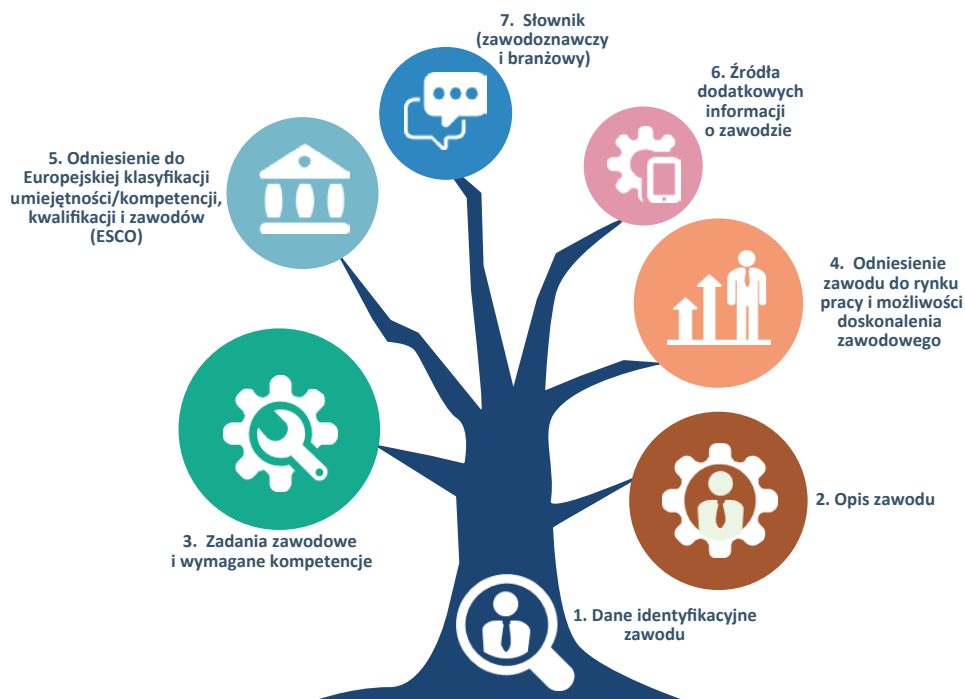 7. Słownik
(zawodoznawczy
i branżowy)
6. Źródła
dodatkowych
informacji
o zawodzie
5. Odniesienie do
Europejskiej klasyfikacji
umiejętności/kompetencji,
kwalifikacji i zawodów
(ESCO)
4. Odniesienie
zawodu do rynku
pracy i możliwości
doskonalenia
zawodowego
3. Zadania zawodowe
i wymagane kompetencje
2. Opis zawodu
1. Dane identyfikacyjne
zawodu